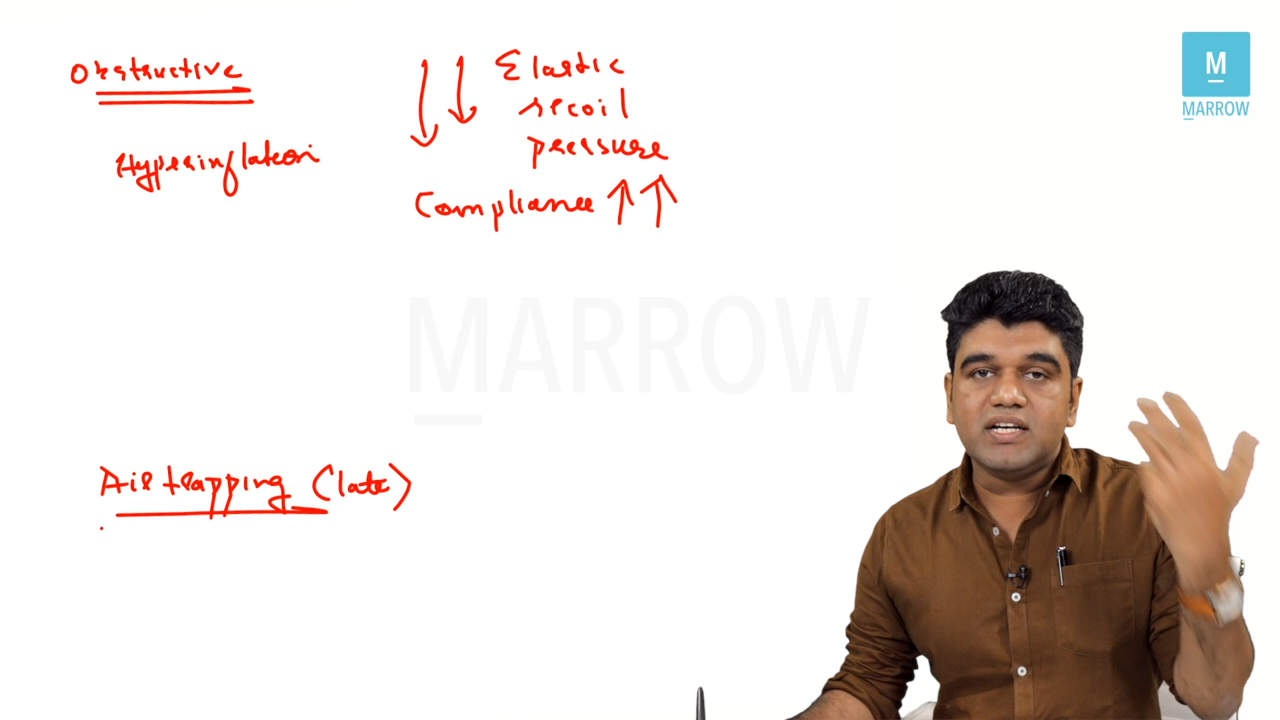 Obstructive
Hyperinflation
↓↓ Elastic
recoil
pressure
Compliance ↑↑
M
MARROW
MARROW
Air trapping (late)